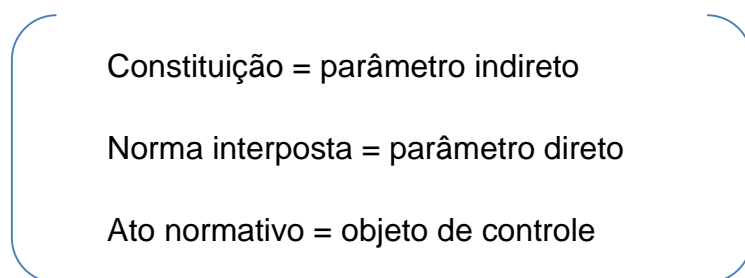 Constituição = parâmetro indireto
Norma interposta = parâmetro direto
Ato normativo = objeto de controle